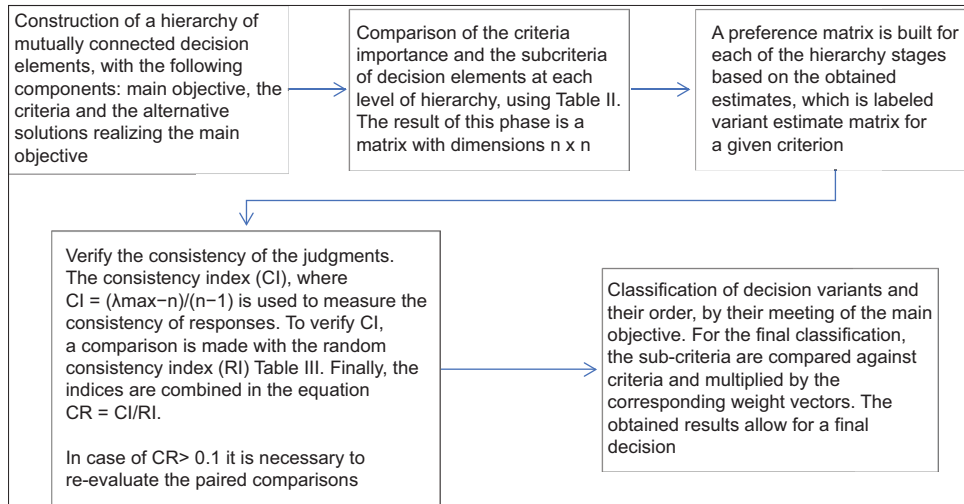 Construction of a hierarchy of
mutually connected decision
elements, with the following
components: main objective, the
criteria and the alternative
solutions realizing the main
objective
Comparison of the criteria
importance and the subcriteria
of decision elements at each
level of hierarchy, using Table II.
The result of this phase is a
matrix with dimensions n x n
A preference matrix is built for
each of the hierarchy stages
based on the obtained
estimates, which is labeled
variant estimate matrix for
a given criterion
Verify the consistency of the judgments.
The consistency index (CI), where
CI = (λmax−n)/(n−1) is used to measure the
consistency of responses. To verify CI,
a comparison is made with the random
consistency index (RI) Table III. Finally, the
indices are combined in the equation
CR = CI/RI.
In case of CR> 0.1 it is necessary to
re-evaluate the paired comparisons
Classification of decision variants and
their order, by their meeting of the main
objective. For the final classification,
the sub-criteria are compared against
criteria and multiplied by the
corresponding weight vectors. The
obtained results allow for a final
decision